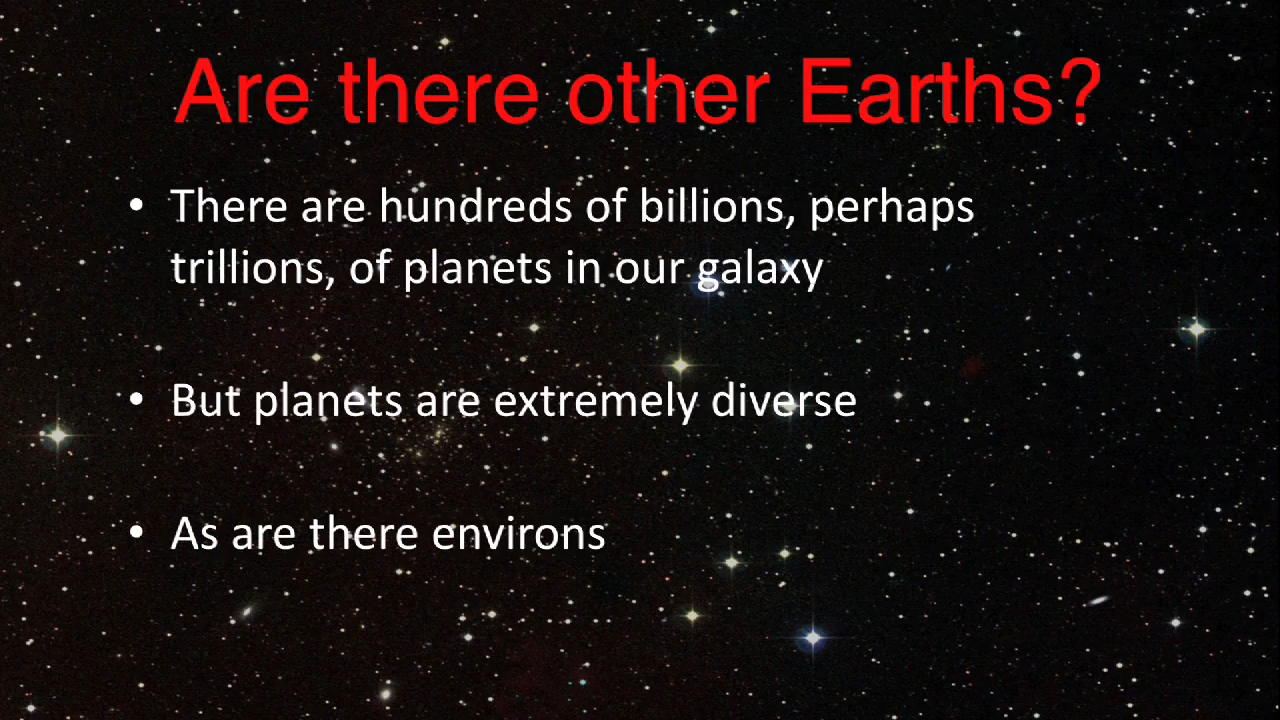 Are there other Earths?
• There are hundreds of billions, perhaps
trillions, of planets in our galaxy
• But planets are extremely diverse
• As are there environs